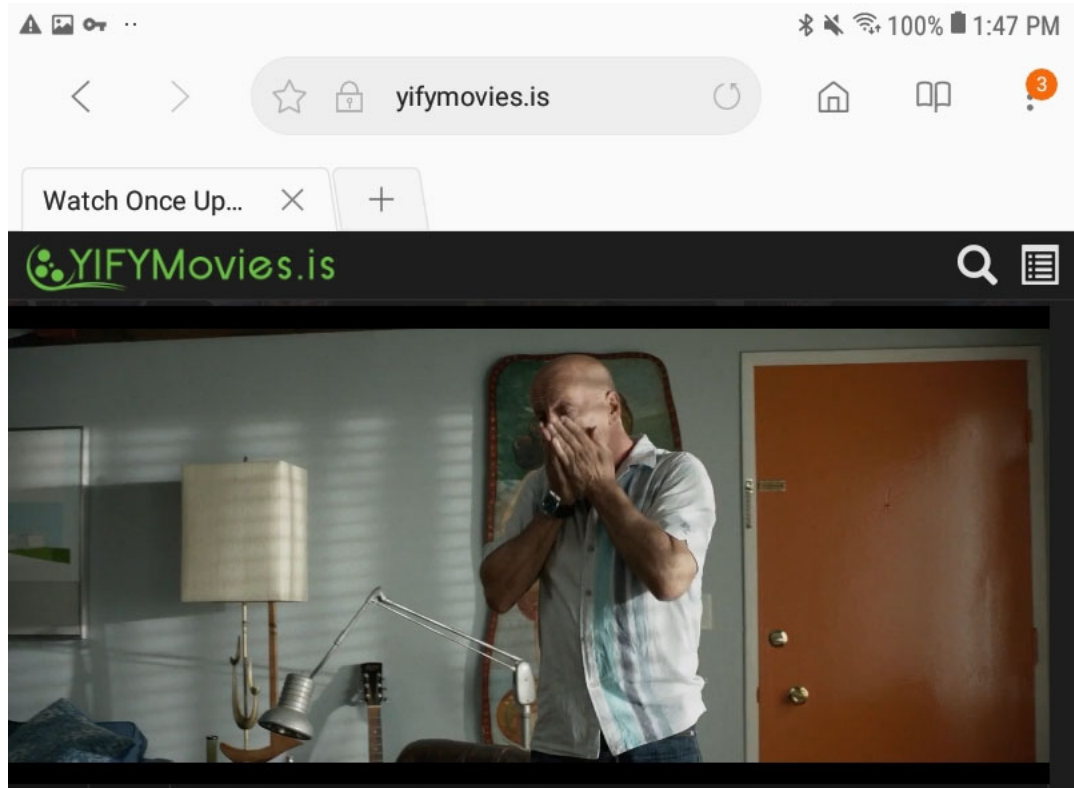 100% 1:47 PM
yifymovies.is
3
Watch Once Up...
YIFYMovies.is